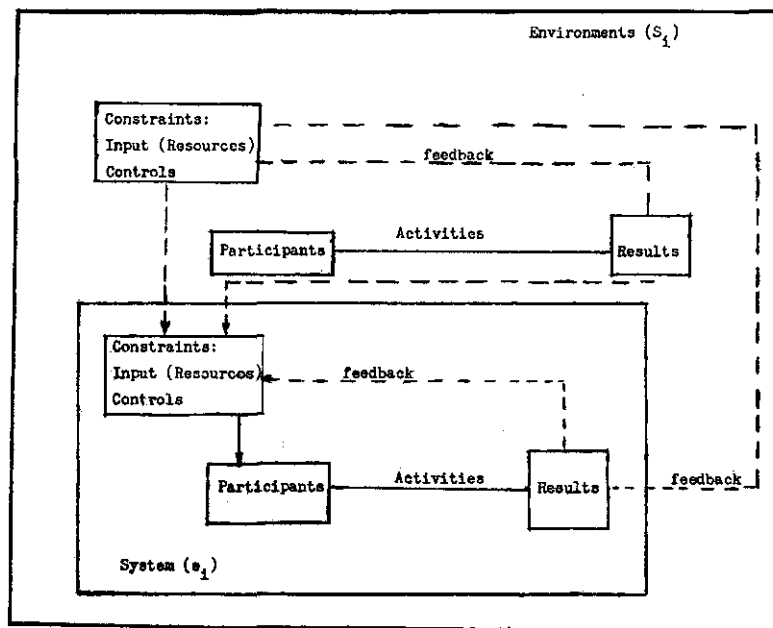 Environments (S_i)
Constraints:
Input (Resources)
Controls
feedback
Participants
Activities
Results
Constraints:
Input (Resources)
Controls
feedback
Participants
Activities
Results
feedback
System (s_i)